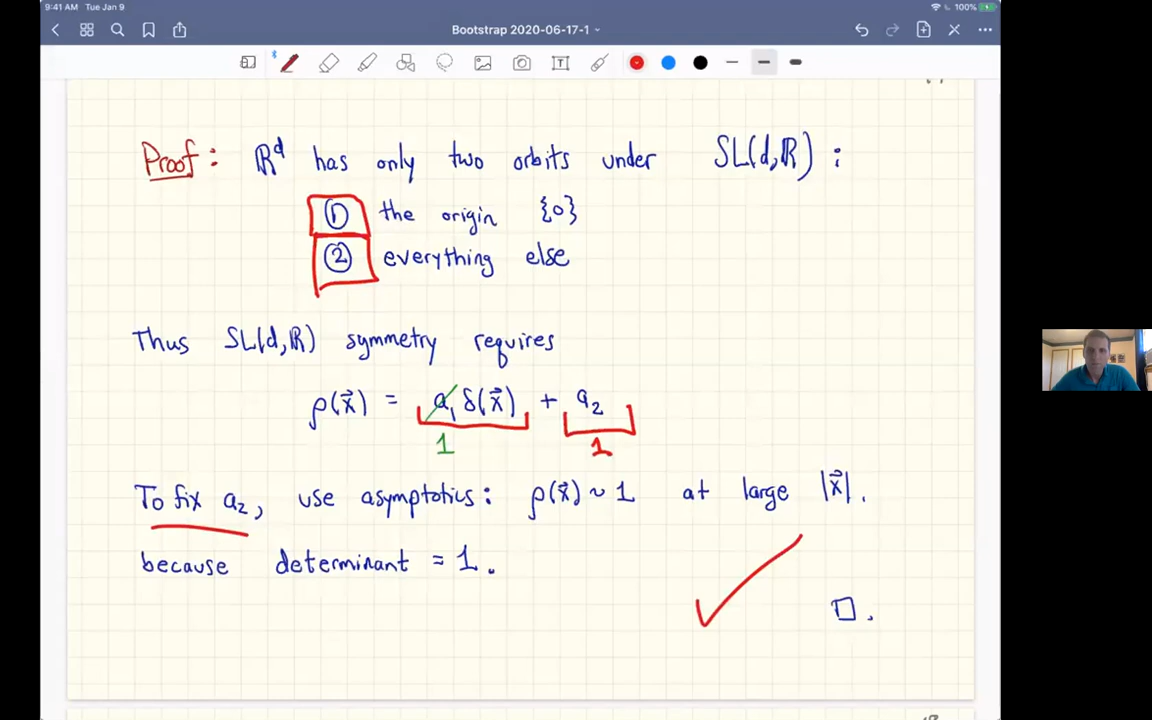 9:41 AM Tue Jan 9
100%
Bootstrap 2020-06-17-1
Proof: ℝᵈ has only two orbits under SL(d,ℝ) :
① the origin {0}
② everything else
Thus SL(d,ℝ) symmetry requires
ρ(x⃗) = a₁ δ(x⃗) + a₂
1 1
To fix a₂, use asymptotics: ρ(x⃗) ~ 1 at large |x⃗|.
because determinant = 1.
□.